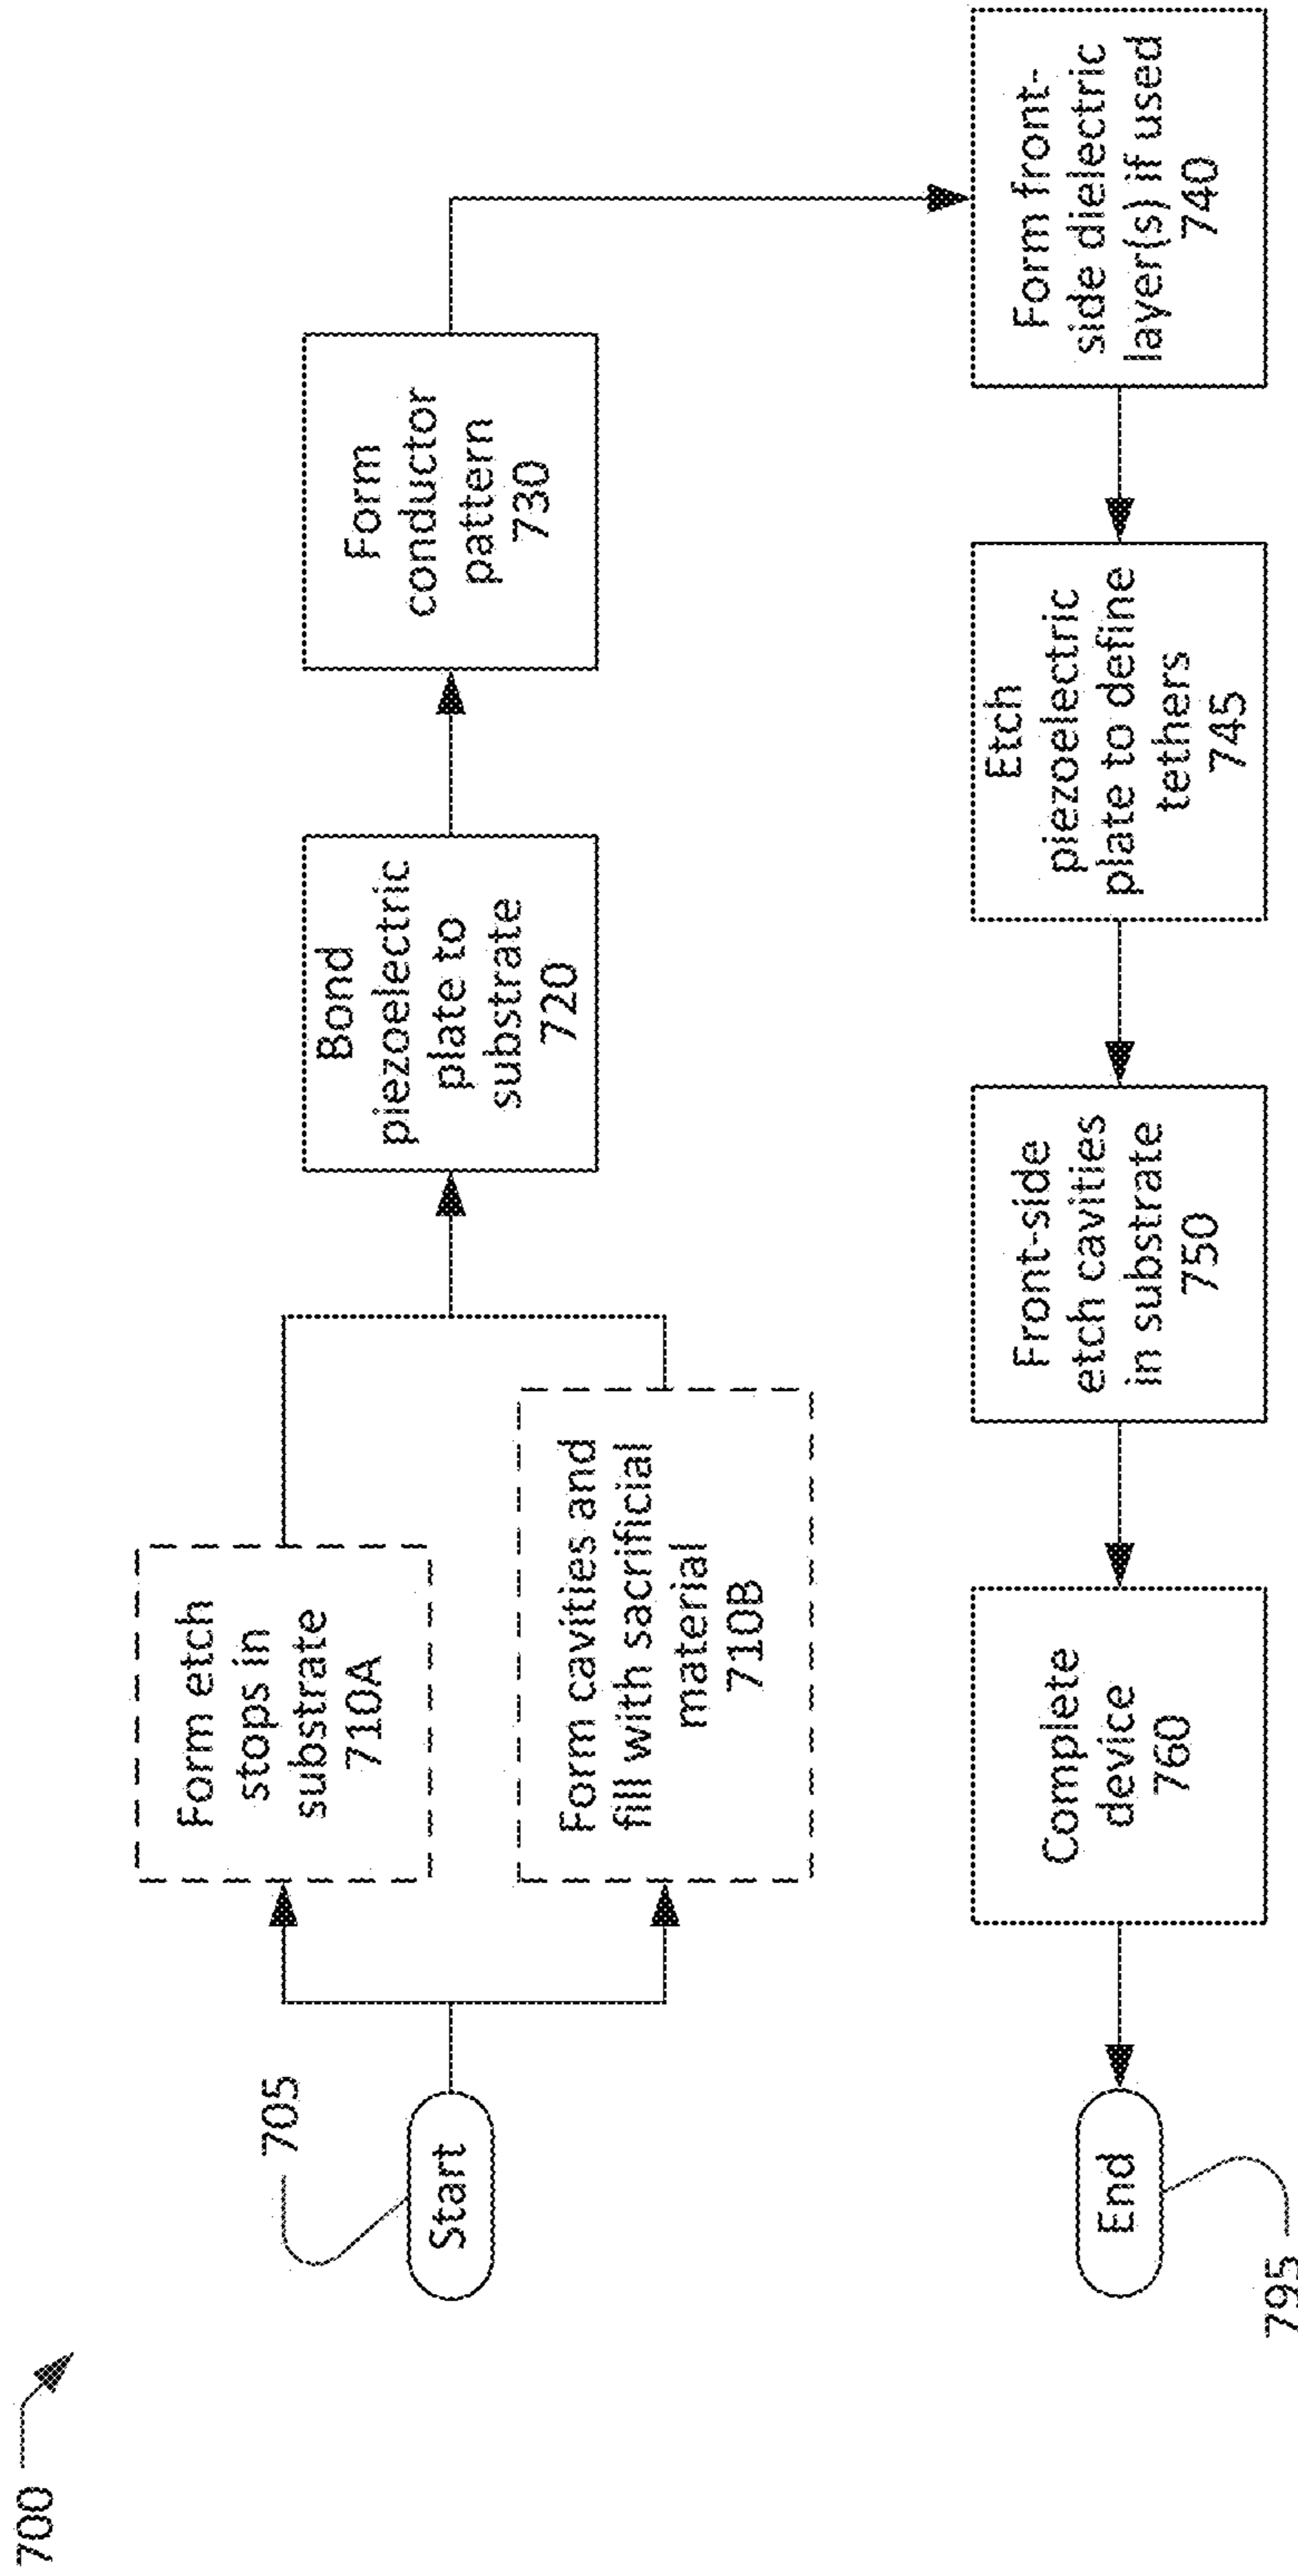 700
705
Start
Form etch
stops in
substrate
710A
Form cavities and
fill with sacrificial
material
710B
Bond
piezoelectric
plate to
substrate
720
Form
conductor
pattern
730
Form front-
side dielectric
layer(s) if used
740
Etch
piezoelectric
plate to define
tethers
745
Front-side
etch cavities
in substrate
750
Complete
device
760
End
795